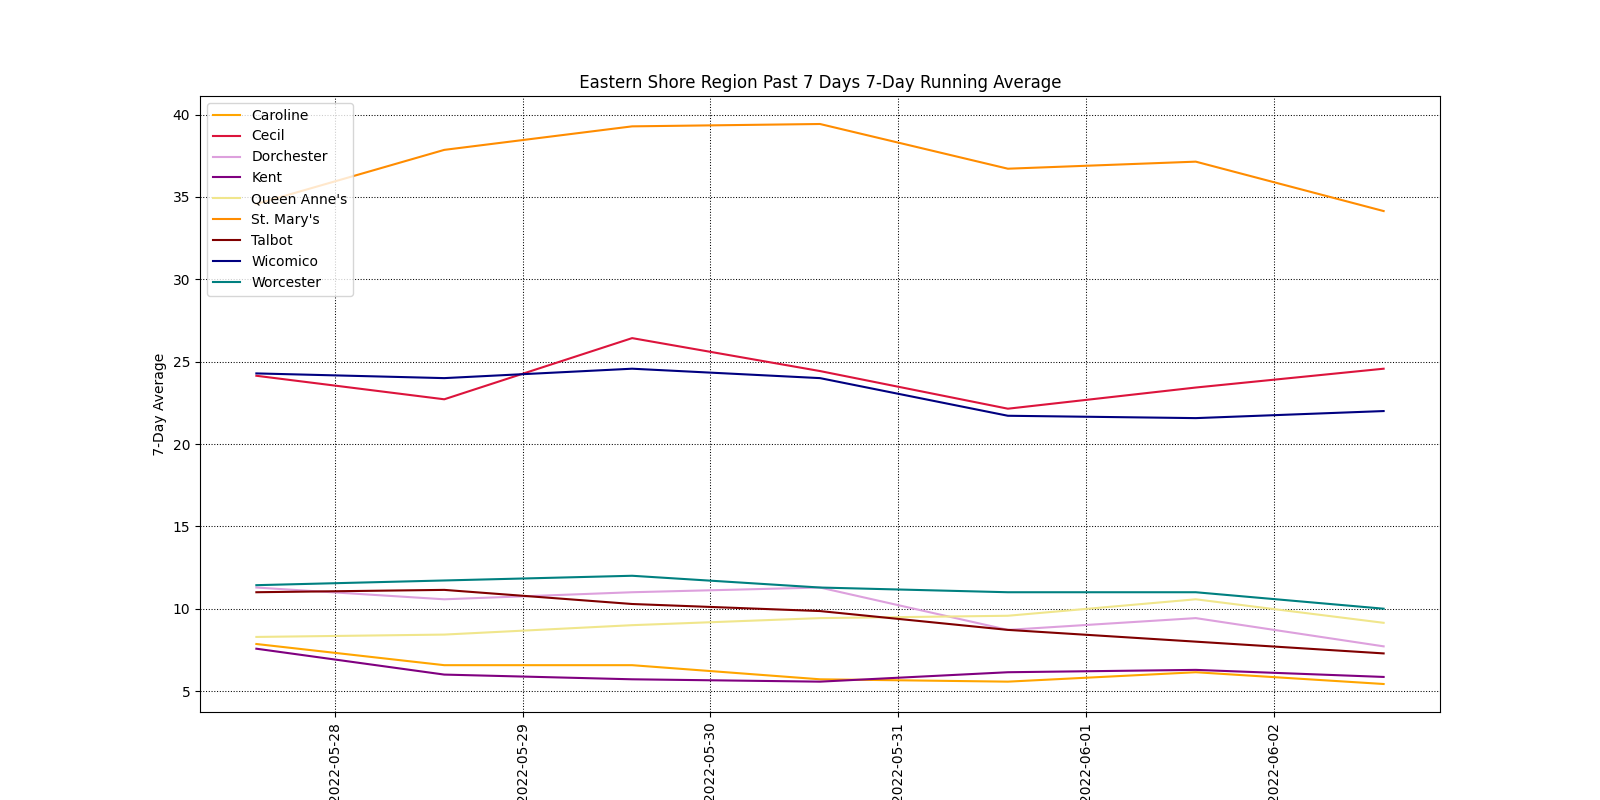 Eastern Shore Region Past 7 Days 7-Day Running Average
Caroline
Cecil
Dorchester
Kent
Queen Anne's
St. Mary's
Talbot
Wicomico
Worcester
40
35
30
25
20
15
10
5
7-Day Average
2022-05-28
2022-05-29
2022-05-30
2022-05-31
2022-06-01
2022-06-02